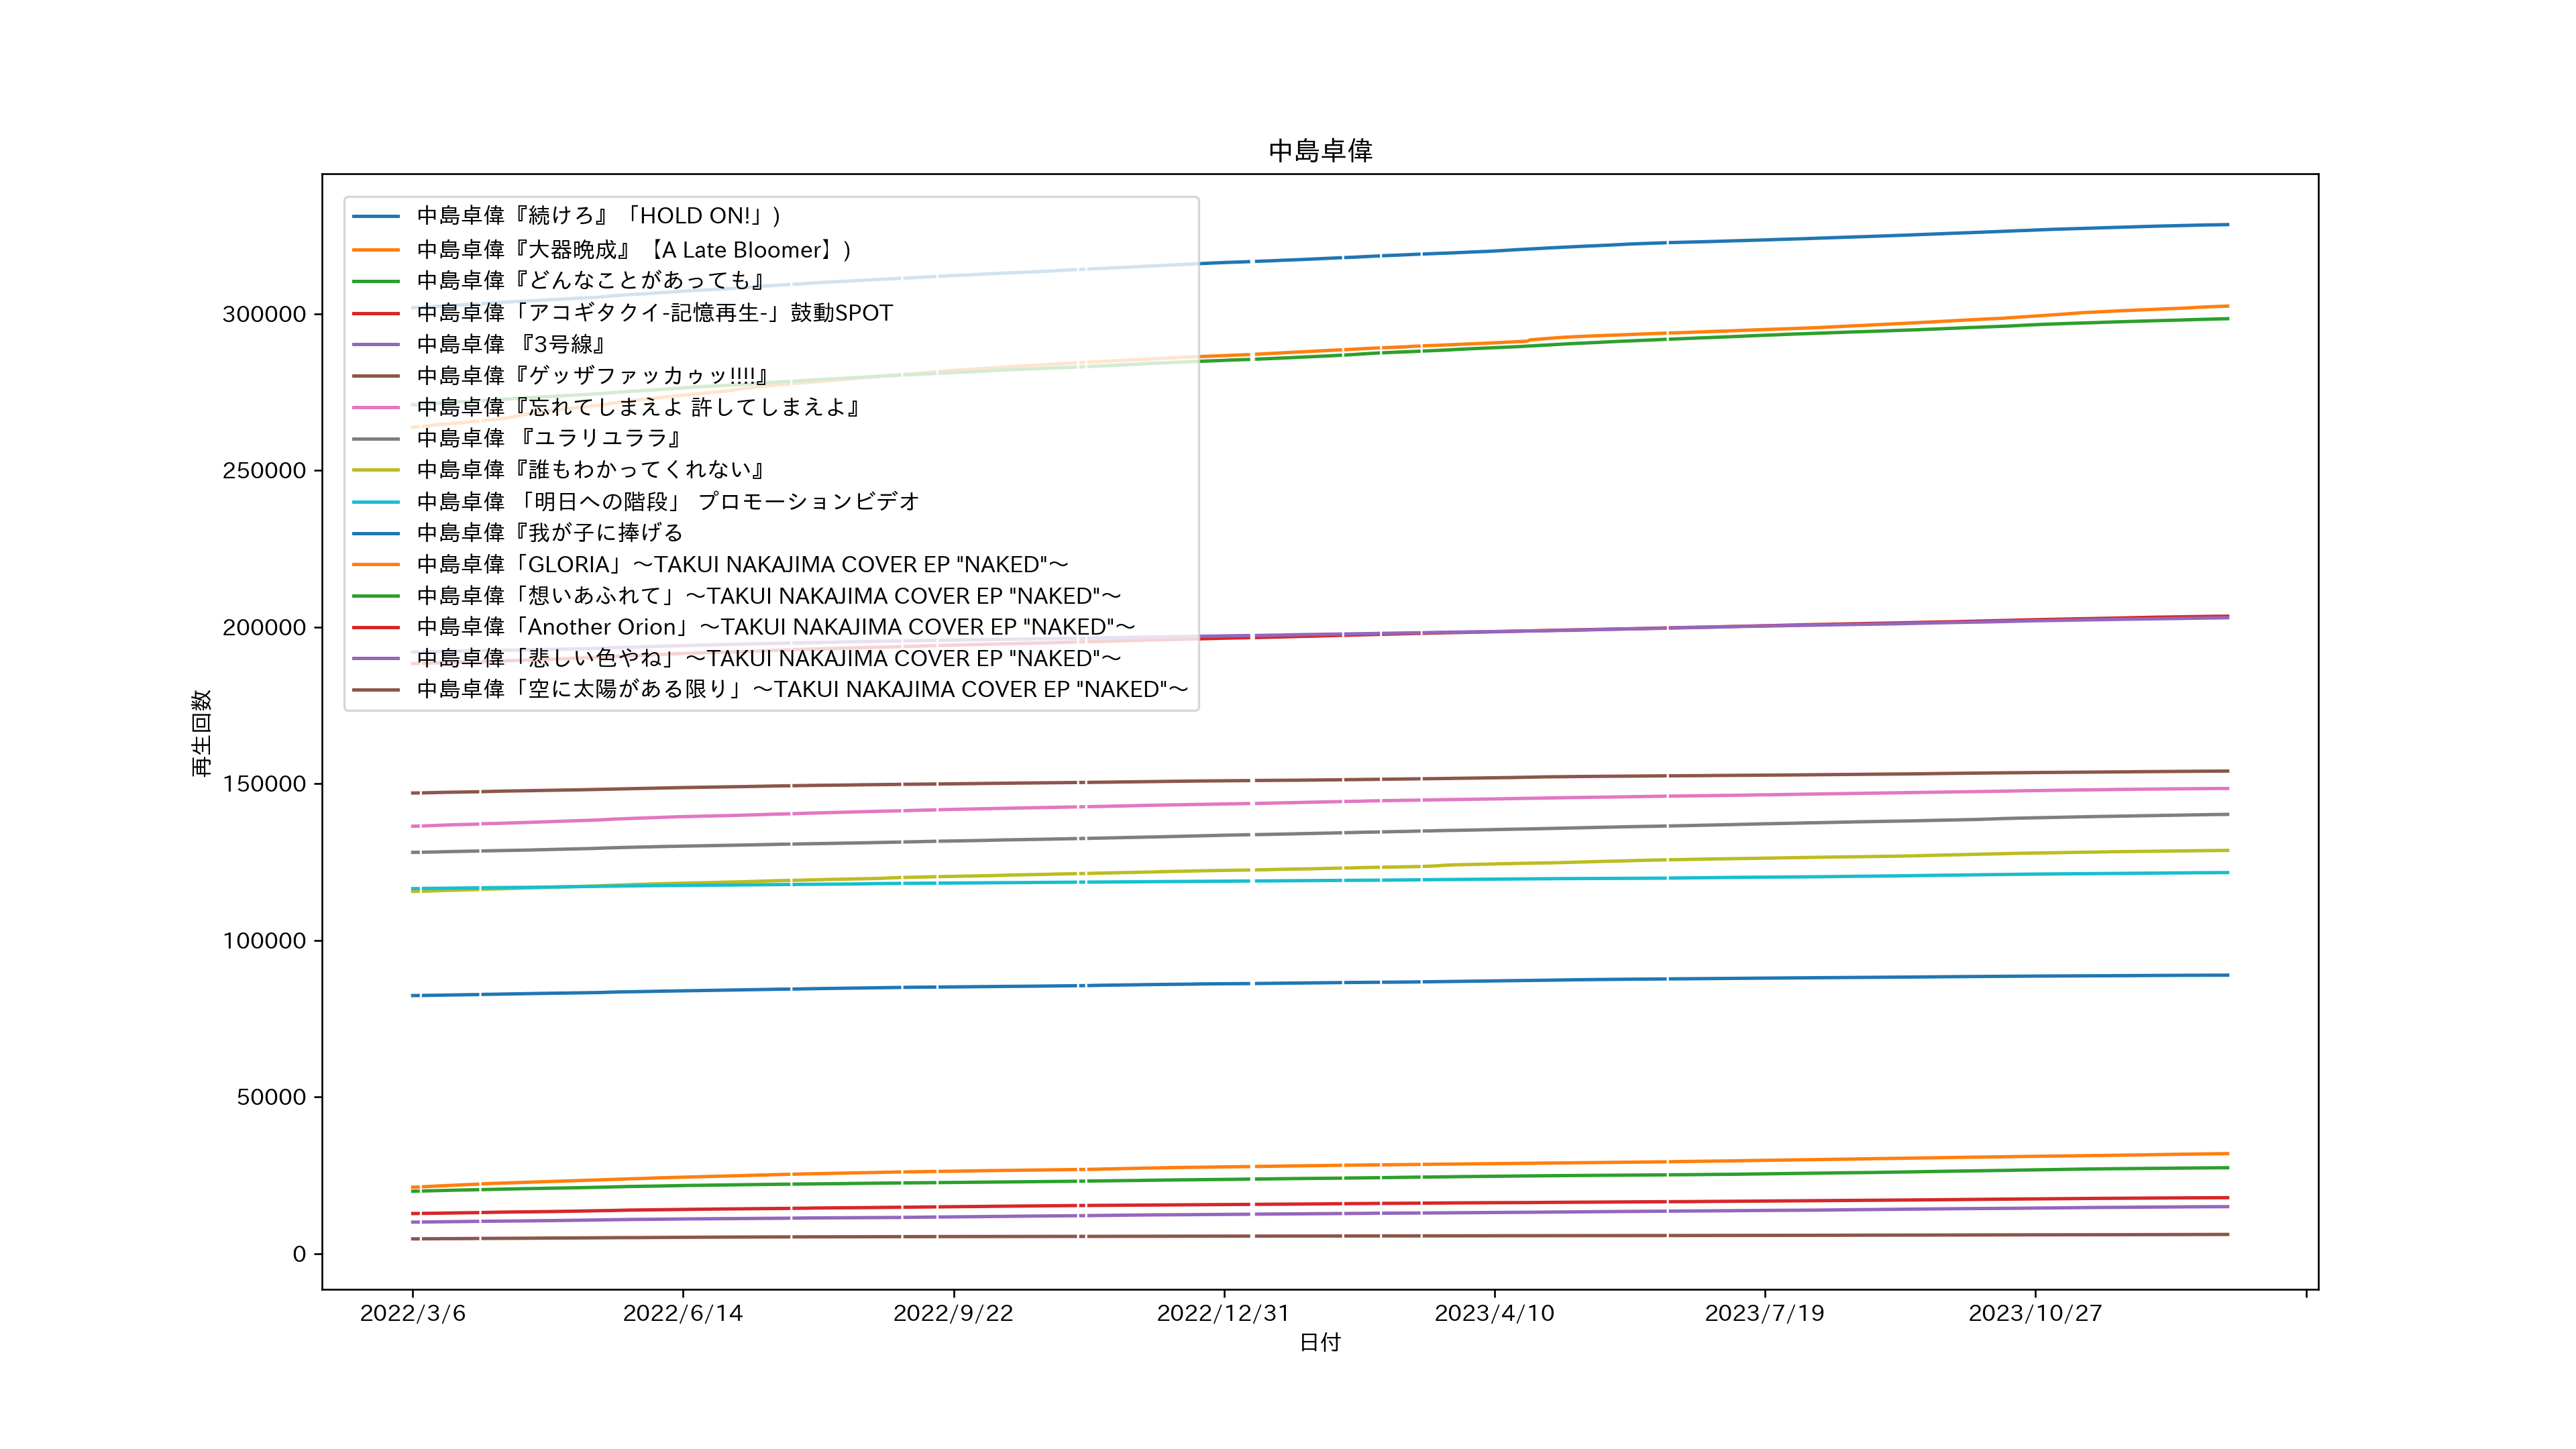 中島卓偉
中島卓偉『続けろ』「HOLD ON!」)
中島卓偉『大器晩成』【A Late Bloomer】)
中島卓偉『どんなことがあっても』
中島卓偉「アコギタクイ-記憶再生-」鼓動SPOT
中島卓偉 『3号線』
中島卓偉『ゲッザファッカゥッ!!!!』
中島卓偉『忘れてしまえよ 許してしまえよ』
中島卓偉 『ユラリユララ』
中島卓偉『誰もわかってくれない』
中島卓偉 「明日への階段」 プロモーションビデオ
中島卓偉『我が子に捧げる
中島卓偉「GLORIA」～TAKUI NAKAJIMA COVER EP "NAKED"～
中島卓偉「想いあふれて」～TAKUI NAKAJIMA COVER EP "NAKED"～
中島卓偉「Another Orion」～TAKUI NAKAJIMA COVER EP "NAKED"～
中島卓偉「悲しい色やね」～TAKUI NAKAJIMA COVER EP "NAKED"～
中島卓偉「空に太陽がある限り」～TAKUI NAKAJIMA COVER EP "NAKED"～
300000
250000
200000
150000
100000
50000
0
再生回数
2022/3/6
2022/6/14
2022/9/22
2022/12/31
2023/4/10
2023/7/19
2023/10/27
日付